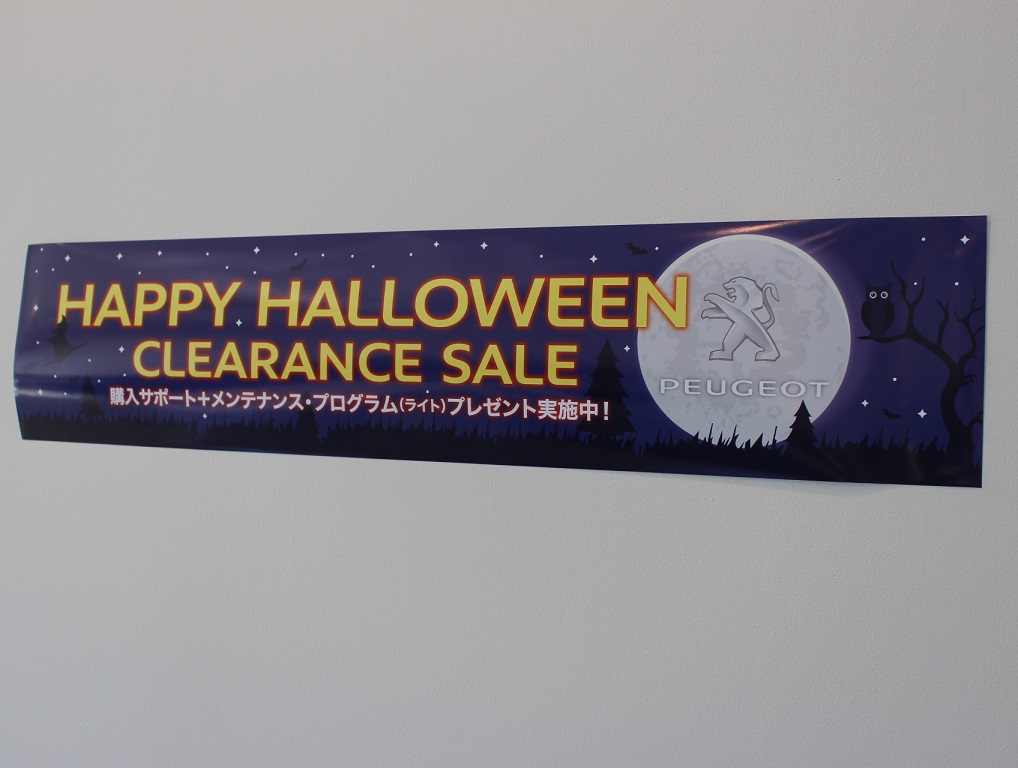 HAPPY HALLOWEEN
CLEARANCE SALE
購入サポート+メンテナンス・プログラム(ライト)プレゼント実施中!
PEUGEOT